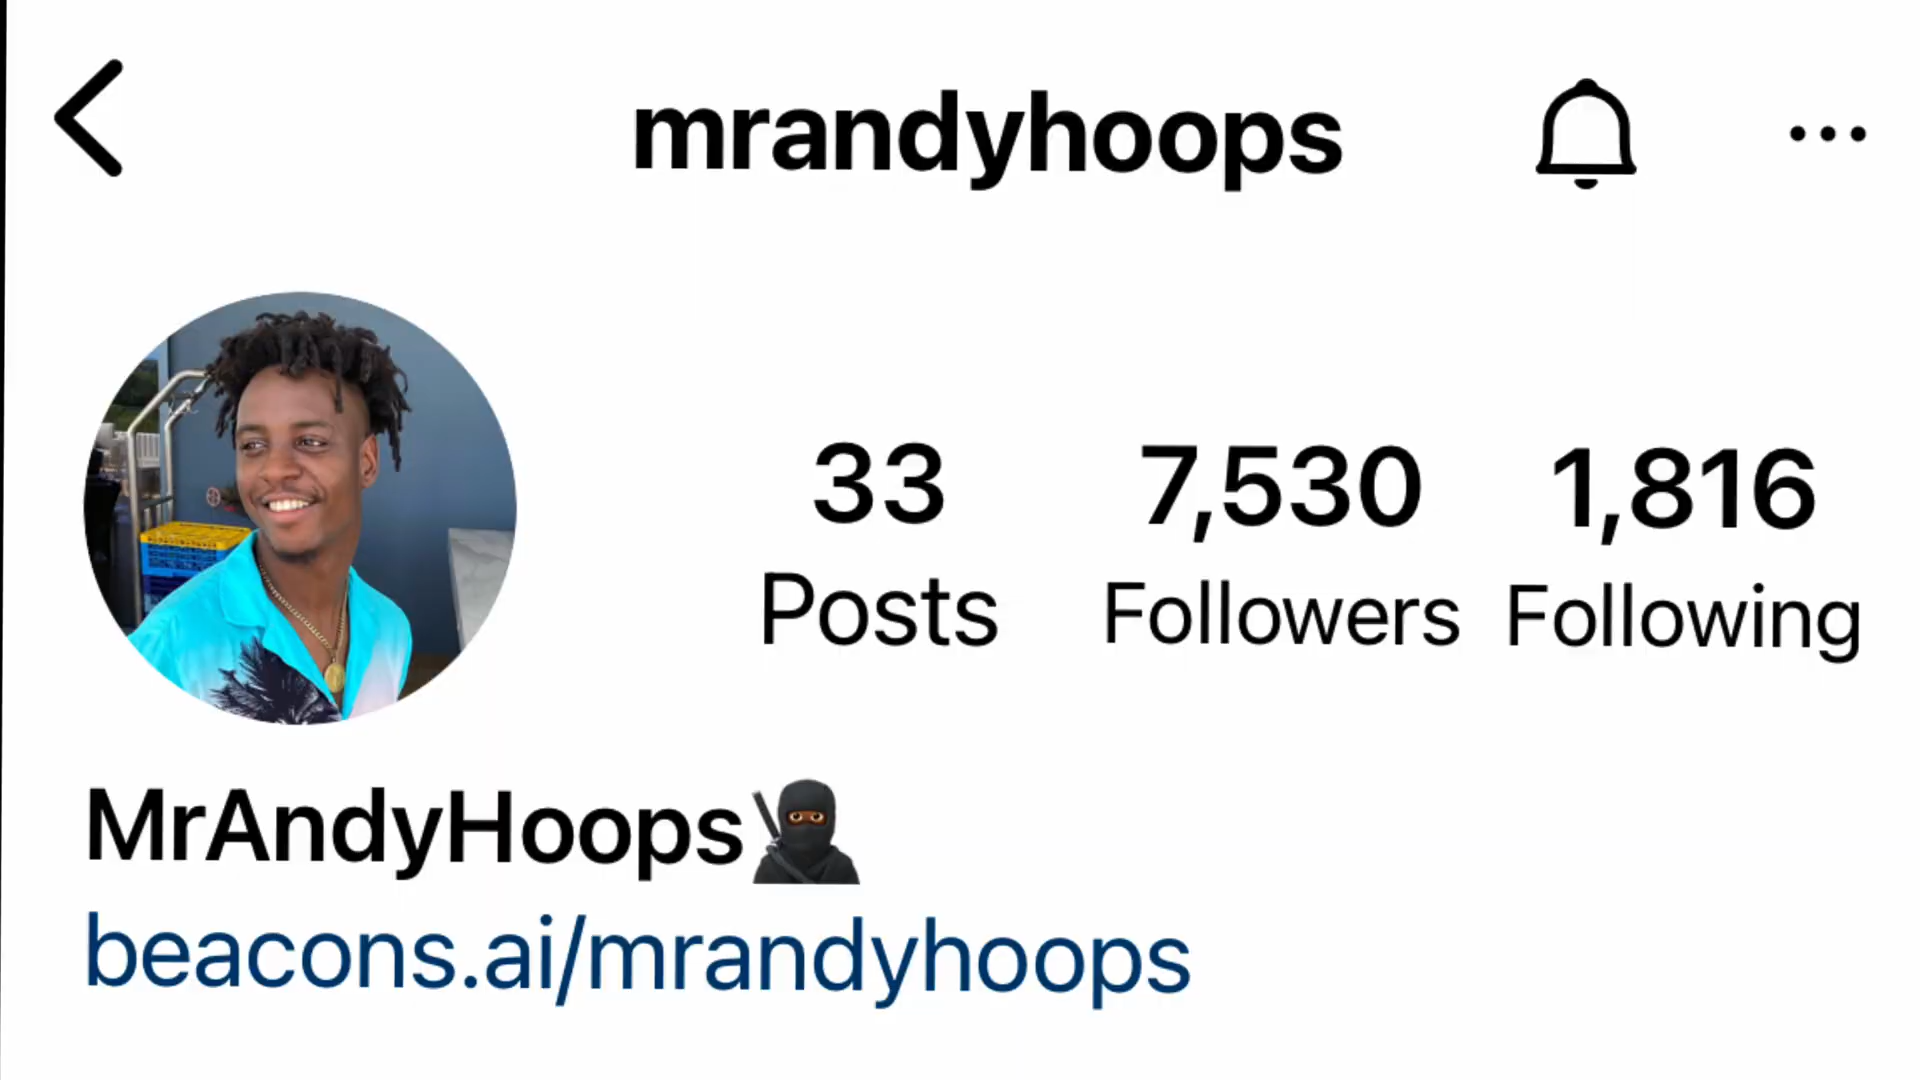 mrandyhoops
33 7,530 1,816
Posts Followers Following
MrAndyHoops🥷🏾
beacons.ai/mrandyhoops